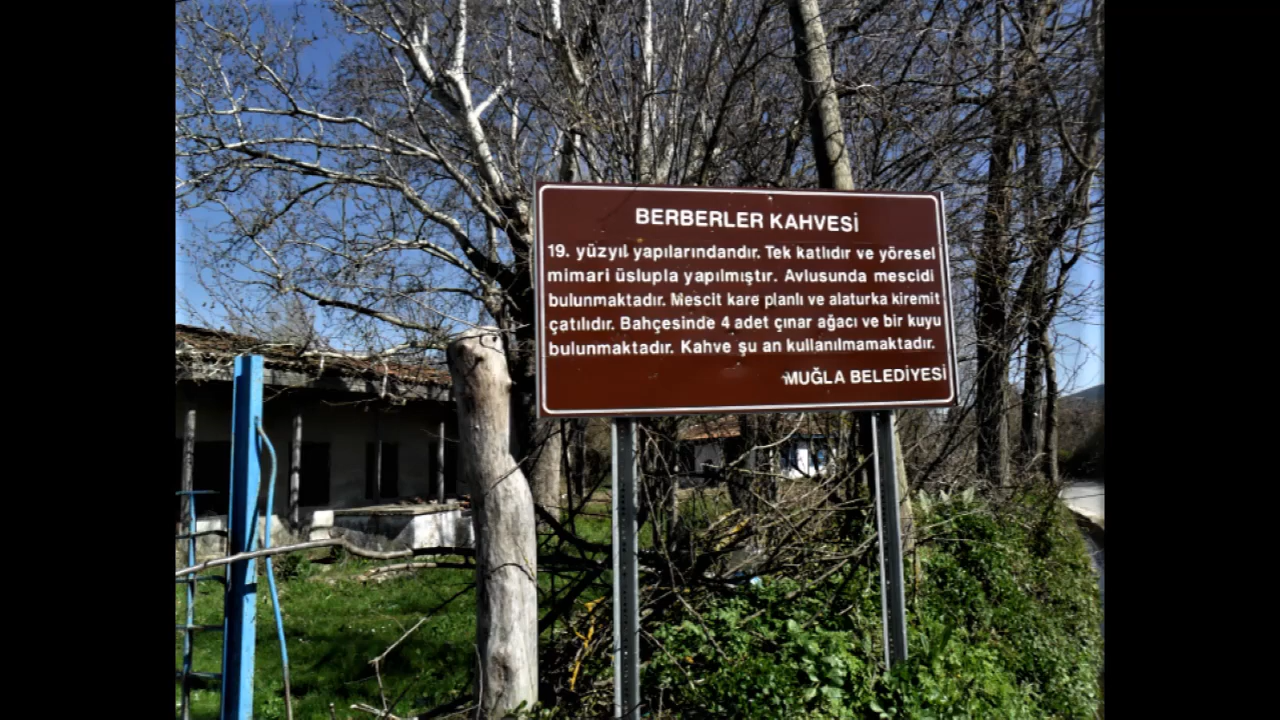 BERBERLER KAHVESİ
19. yüzyıl yapılarındandır. Tek katlıdır ve yöresel
mimari üslupla yapılmıştır. Avlusunda mescidi
bulunmaktadır. Mescit kare planlı ve alaturka kiremit
çatılıdır. Bahçesinde 4 adet çınar ağacı ve bir kuyu
bulunmaktadır. Kahve şu an kullanılmamaktadır.
MUĞLA BELEDİYESİ